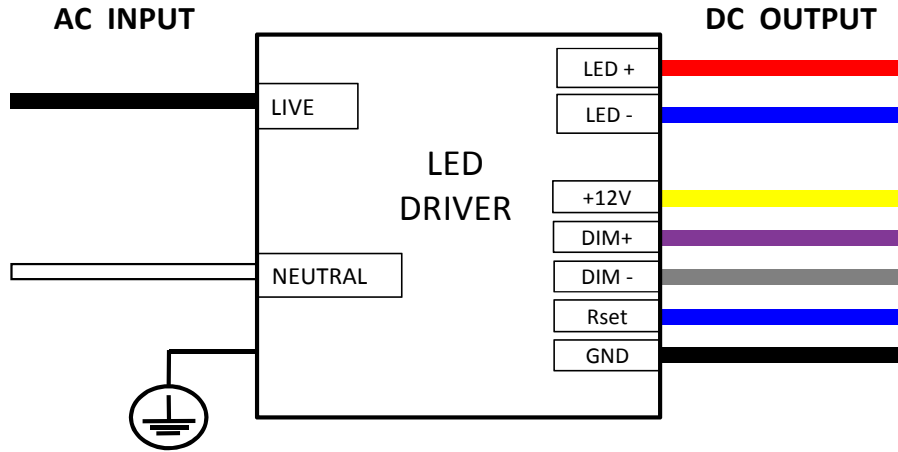 AC INPUT
DC OUTPUT
LIVE
NEUTRAL
LED
DRIVER
LED +
LED -
+12V
DIM+
DIM -
Rset
GND